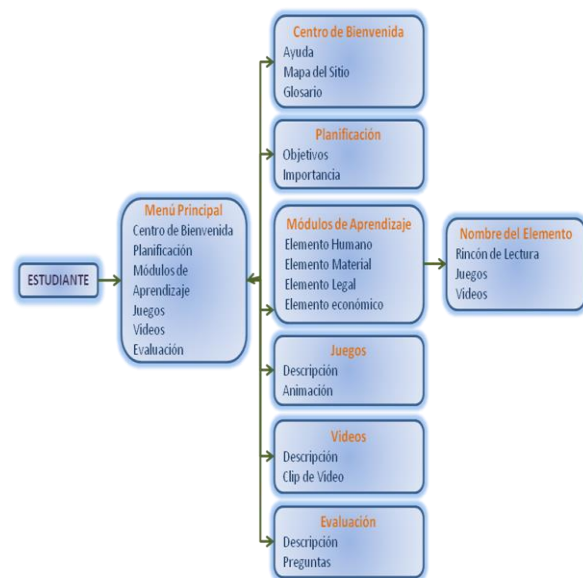 Centro de Bienvenida
Ayuda
Mapa del Sitio
Glosario
Planificación
Objetivos
Importancia
ESTUDIANTE
Menú Principal
Centro de Bienvenida
Planificación
Módulos de
Aprendizaje
Juegos
Videos
Evaluación
Módulos de Aprendizaje
Elemento Humano
Elemento Material
Elemento Legal
Elemento económico
Nombre del Elemento
Rincón de Lectura
Juegos
Videos
Juegos
Descripción
Animación
Videos
Descripción
Clip de Video
Evaluación
Descripción
Preguntas